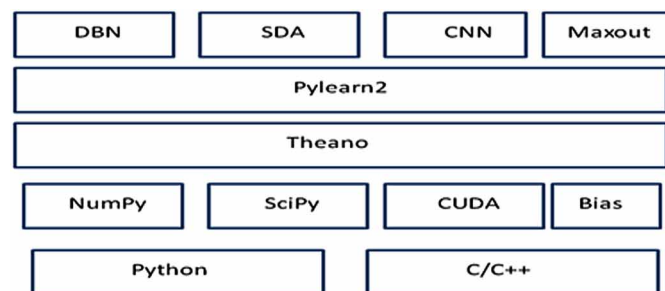 DBN SDA CNN Maxout
Pylearn2
Theano
NumPy SciPy CUDA Bias
Python C/C++